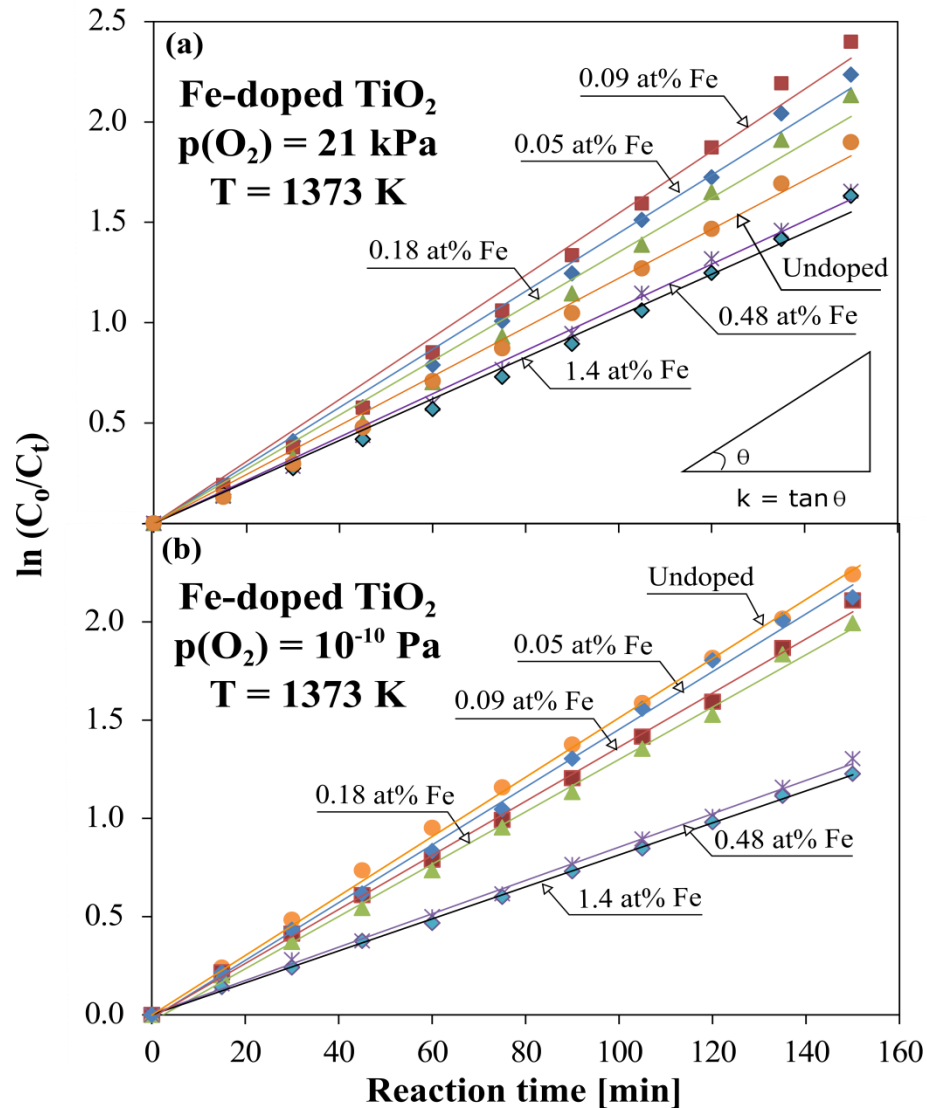 ln (C₀/Cₜ)
(a)
Fe-doped TiO₂
p(O₂) = 21 kPa
T = 1373 K
2.5
2.0
1.5
1.0
0.5
0.09 at% Fe
0.05 at% Fe
0.18 at% Fe
Undoped
0.48 at% Fe
1.4 at% Fe
θ
k = tan θ
(b)
Fe-doped TiO₂
p(O₂) = 10⁻¹⁰ Pa
T = 1373 K
2.0
1.5
1.0
0.5
0.0
Undoped
0.05 at% Fe
0.09 at% Fe
0.18 at% Fe
0.48 at% Fe
1.4 at% Fe
0 20 40 60 80 100 120 140 160
Reaction time [min]